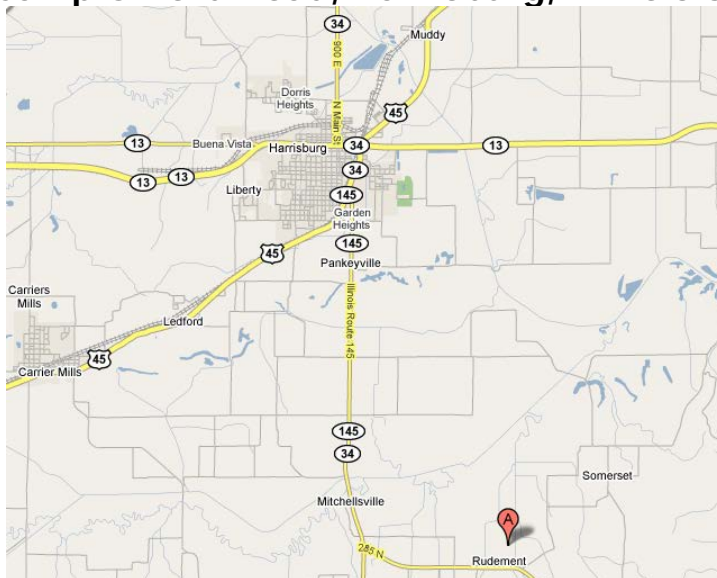 34
Muddy
900 E
N Main St
Dorris
Heights
45
13
Buena Vista
Harrisburg
34
13
34
13
13
Liberty
145
Garden
Heights
45
145
Pankeyville
Carriers
Mills
Illinois Route 145
Ledford
45
Carrier Mills
145
34
Somerset
Mitchellsville
A
285 N
Rudement